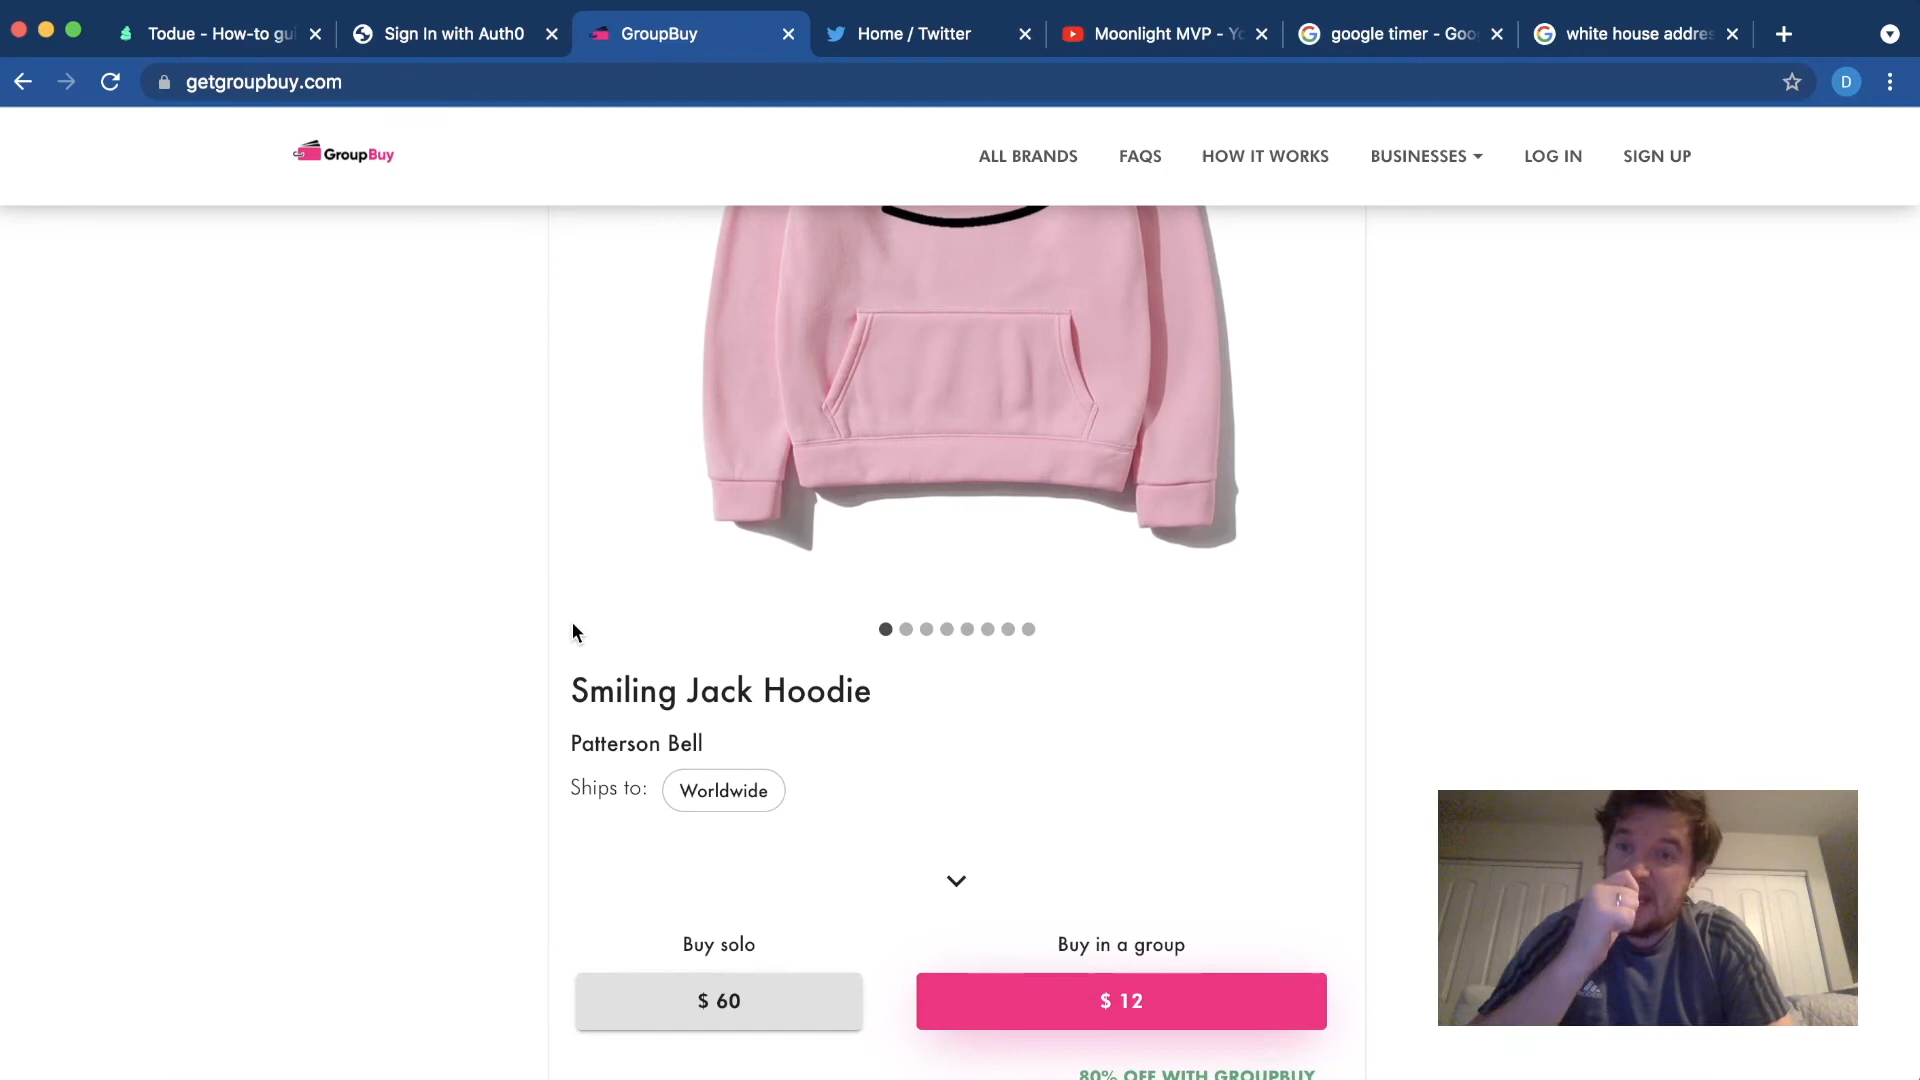 Todue - How-to gui
Sign In with Auth0
GroupBuy
Home / Twitter
Moonlight MVP - Yo
google timer - Goo
white house addres
getgroupbuy.com
D
GroupBuy
ALL BRANDS
FAQS
HOW IT WORKS
BUSINESSES
LOG IN
SIGN UP
Smiling Jack Hoodie
Patterson Bell
Ships to:
Worldwide
Buy solo
Buy in a group
$ 60
$ 12
80% OFF WITH GROUPBUY